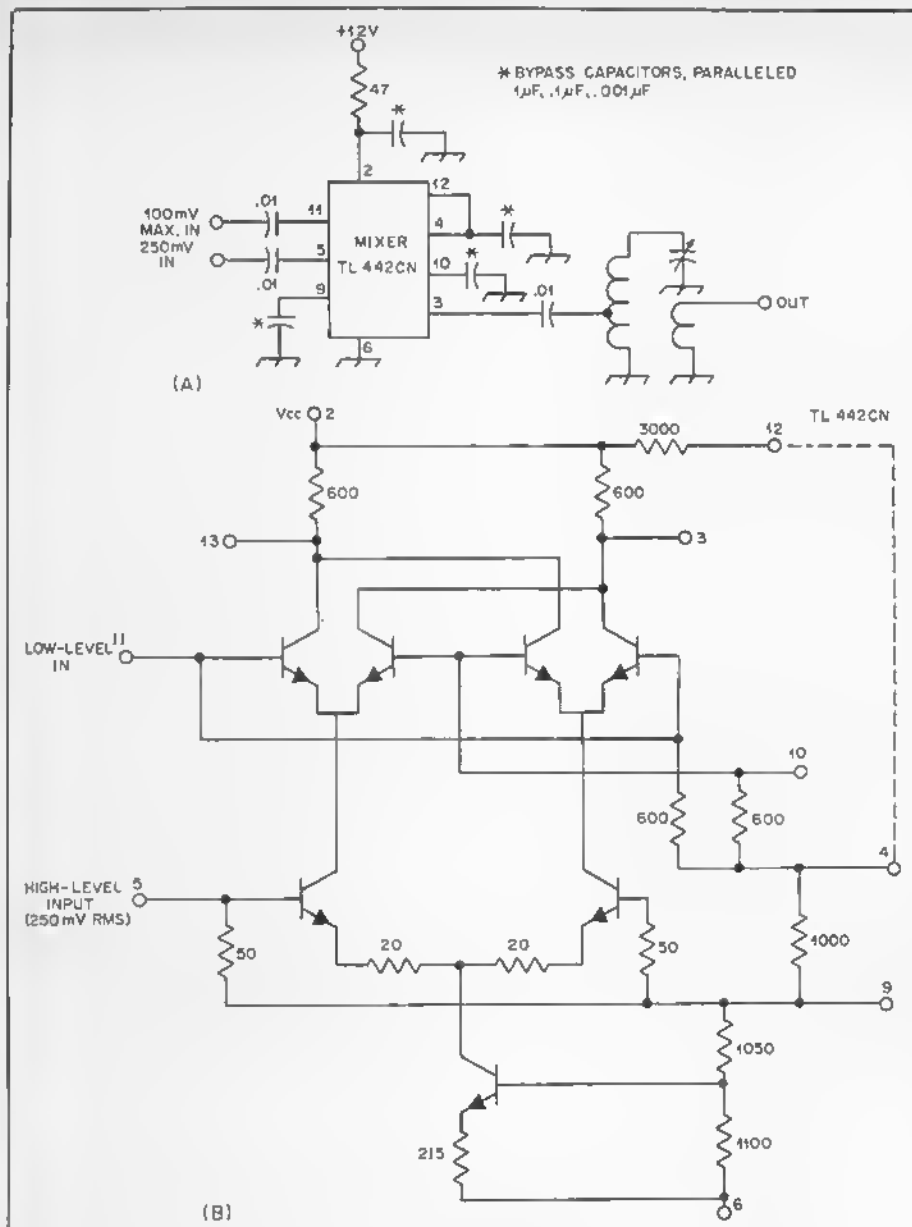 +12V
* BYPASS CAPACITORS, PARALLELED
1µF, .1µF, .001µF
47
*
2
12
.01
11
100mV
MAX. IN
4
*
MIXER
TL 442CN
250mV
IN
5
10
*
.01
9
3
.01
OUT
*
6
(A)
Vcc
2
TL 442CN
3000
12
600
600
13
3
LOW-LEVEL
IN
11
10
600
600
4
HIGH-LEVEL
INPUT
(250mV RMS)
5
50
20
20
50
1000
9
1050
215
1100
6
(B)